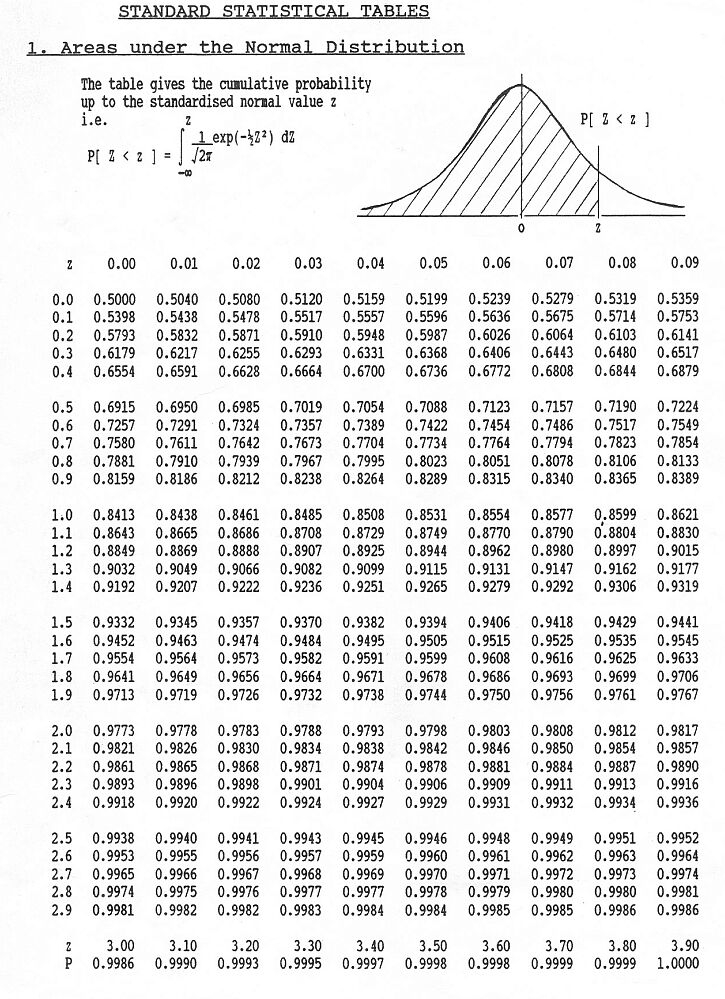 STANDARD STATISTICAL TABLES
1. Areas under the Normal Distribution
The table gives the cumulative probability
up to the standardised normal value z
i.e.
z
P[ Z < z ] = ∫ 1 exp(-½Z²) dZ
√2π
-∞
P[ Z < z ]
0 z
z 0.00 0.01 0.02 0.03 0.04 0.05 0.06 0.07 0.08 0.09
0.0 0.5000 0.5040 0.5080 0.5120 0.5159 0.5199 0.5239 0.5279 0.5319 0.5359
0.1 0.5398 0.5438 0.5478 0.5517 0.5557 0.5596 0.5636 0.5675 0.5714 0.5753
0.2 0.5793 0.5832 0.5871 0.5910 0.5948 0.5987 0.6026 0.6064 0.6103 0.6141
0.3 0.6179 0.6217 0.6255 0.6293 0.6331 0.6368 0.6406 0.6443 0.6480 0.6517
0.4 0.6554 0.6591 0.6628 0.6664 0.6700 0.6736 0.6772 0.6808 0.6844 0.6879
0.5 0.6915 0.6950 0.6985 0.7019 0.7054 0.7088 0.7123 0.7157 0.7190 0.7224
0.6 0.7257 0.7291 0.7324 0.7357 0.7389 0.7422 0.7454 0.7486 0.7517 0.7549
0.7 0.7580 0.7611 0.7642 0.7673 0.7704 0.7734 0.7764 0.7794 0.7823 0.7854
0.8 0.7881 0.7910 0.7939 0.7967 0.7995 0.8023 0.8051 0.8078 0.8106 0.8133
0.9 0.8159 0.8186 0.8212 0.8238 0.8264 0.8289 0.8315 0.8340 0.8365 0.8389
1.0 0.8413 0.8438 0.8461 0.8485 0.8508 0.8531 0.8554 0.8577 0.8599 0.8621
1.1 0.8643 0.8665 0.8686 0.8708 0.8729 0.8749 0.8770 0.8790 0.8804 0.8830
1.2 0.8849 0.8869 0.8888 0.8907 0.8925 0.8944 0.8962 0.8980 0.8997 0.9015
1.3 0.9032 0.9049 0.9066 0.9082 0.9099 0.9115 0.9131 0.9147 0.9162 0.9177
1.4 0.9192 0.9207 0.9222 0.9236 0.9251 0.9265 0.9279 0.9292 0.9306 0.9319
1.5 0.9332 0.9345 0.9357 0.9370 0.9382 0.9394 0.9406 0.9418 0.9429 0.9441
1.6 0.9452 0.9463 0.9474 0.9484 0.9495 0.9505 0.9515 0.9525 0.9535 0.9545
1.7 0.9554 0.9564 0.9573 0.9582 0.9591 0.9599 0.9608 0.9616 0.9625 0.9633
1.8 0.9641 0.9649 0.9656 0.9664 0.9671 0.9678 0.9686 0.9693 0.9699 0.9706
1.9 0.9713 0.9719 0.9726 0.9732 0.9738 0.9744 0.9750 0.9756 0.9761 0.9767
2.0 0.9773 0.9778 0.9783 0.9788 0.9793 0.9798 0.9803 0.9808 0.9812 0.9817
2.1 0.9821 0.9826 0.9830 0.9834 0.9838 0.9842 0.9846 0.9850 0.9854 0.9857
2.2 0.9861 0.9865 0.9868 0.9871 0.9874 0.9878 0.9881 0.9884 0.9887 0.9890
2.3 0.9893 0.9896 0.9898 0.9901 0.9904 0.9906 0.9909 0.9911 0.9913 0.9916
2.4 0.9918 0.9920 0.9922 0.9924 0.9927 0.9929 0.9931 0.9932 0.9934 0.9936
2.5 0.9938 0.9940 0.9941 0.9943 0.9945 0.9946 0.9948 0.9949 0.9951 0.9952
2.6 0.9953 0.9955 0.9956 0.9957 0.9959 0.9960 0.9961 0.9962 0.9963 0.9964
2.7 0.9965 0.9966 0.9967 0.9968 0.9969 0.9970 0.9971 0.9972 0.9973 0.9974
2.8 0.9974 0.9975 0.9976 0.9977 0.9977 0.9978 0.9979 0.9980 0.9980 0.9981
2.9 0.9981 0.9982 0.9982 0.9983 0.9984 0.9984 0.9985 0.9985 0.9986 0.9986
z 3.00 3.10 3.20 3.30 3.40 3.50 3.60 3.70 3.80 3.90
P 0.9986 0.9990 0.9993 0.9995 0.9997 0.9998 0.9998 0.9999 0.9999 1.0000